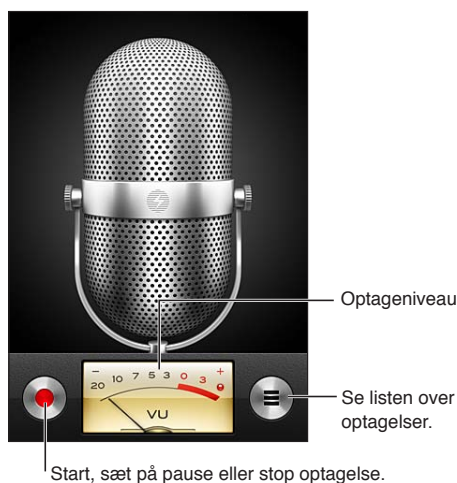 Optageniveau
− 20 10 7 5 3 0 3 +
VU
Se listen over
optagelser.
Start, sæt på pause eller stop optagelse.